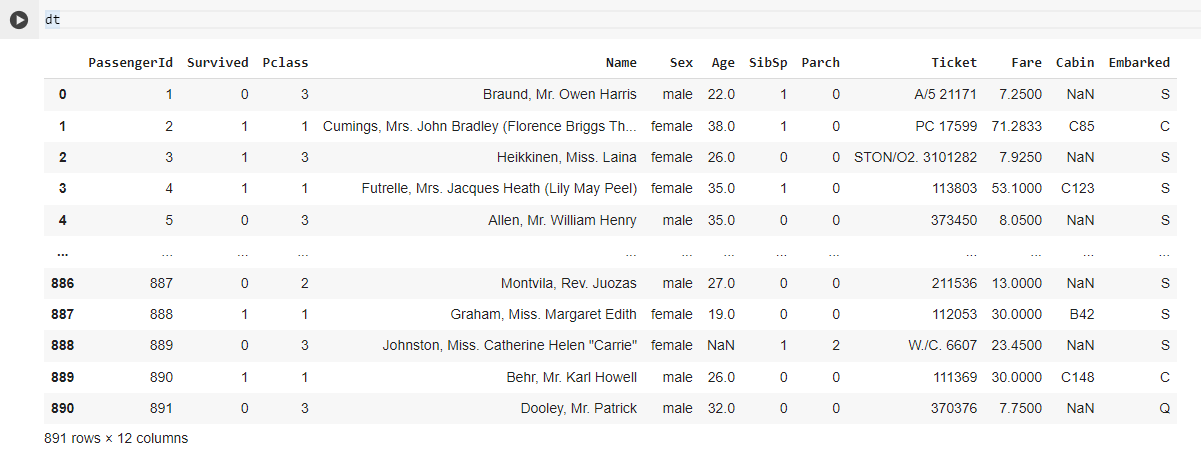 dt
PassengerId Survived Pclass Name Sex Age SibSp Parch Ticket Fare Cabin Embarked
0 1 0 3 Braund, Mr. Owen Harris male 22.0 1 0 A/5 21171 7.2500 NaN S
1 2 1 1 Cumings, Mrs. John Bradley (Florence Briggs Th... female 38.0 1 0 PC 17599 71.2833 C85 C
2 3 1 3 Heikkinen, Miss. Laina female 26.0 0 0 STON/O2. 3101282 7.9250 NaN S
3 4 1 1 Futrelle, Mrs. Jacques Heath (Lily May Peel) female 35.0 1 0 113803 53.1000 C123 S
4 5 0 3 Allen, Mr. William Henry male 35.0 0 0 373450 8.0500 NaN S
... ... ... ... ... ... ... ... ... ... ... ... ...
886 887 0 2 Montvila, Rev. Juozas male 27.0 0 0 211536 13.0000 NaN S
887 888 1 1 Graham, Miss. Margaret Edith female 19.0 0 0 112053 30.0000 B42 S
888 889 0 3 Johnston, Miss. Catherine Helen "Carrie" female NaN 1 2 W./C. 6607 23.4500 NaN S
889 890 1 1 Behr, Mr. Karl Howell male 26.0 0 0 111369 30.0000 C148 C
890 891 0 3 Dooley, Mr. Patrick male 32.0 0 0 370376 7.7500 NaN Q
891 rows × 12 columns